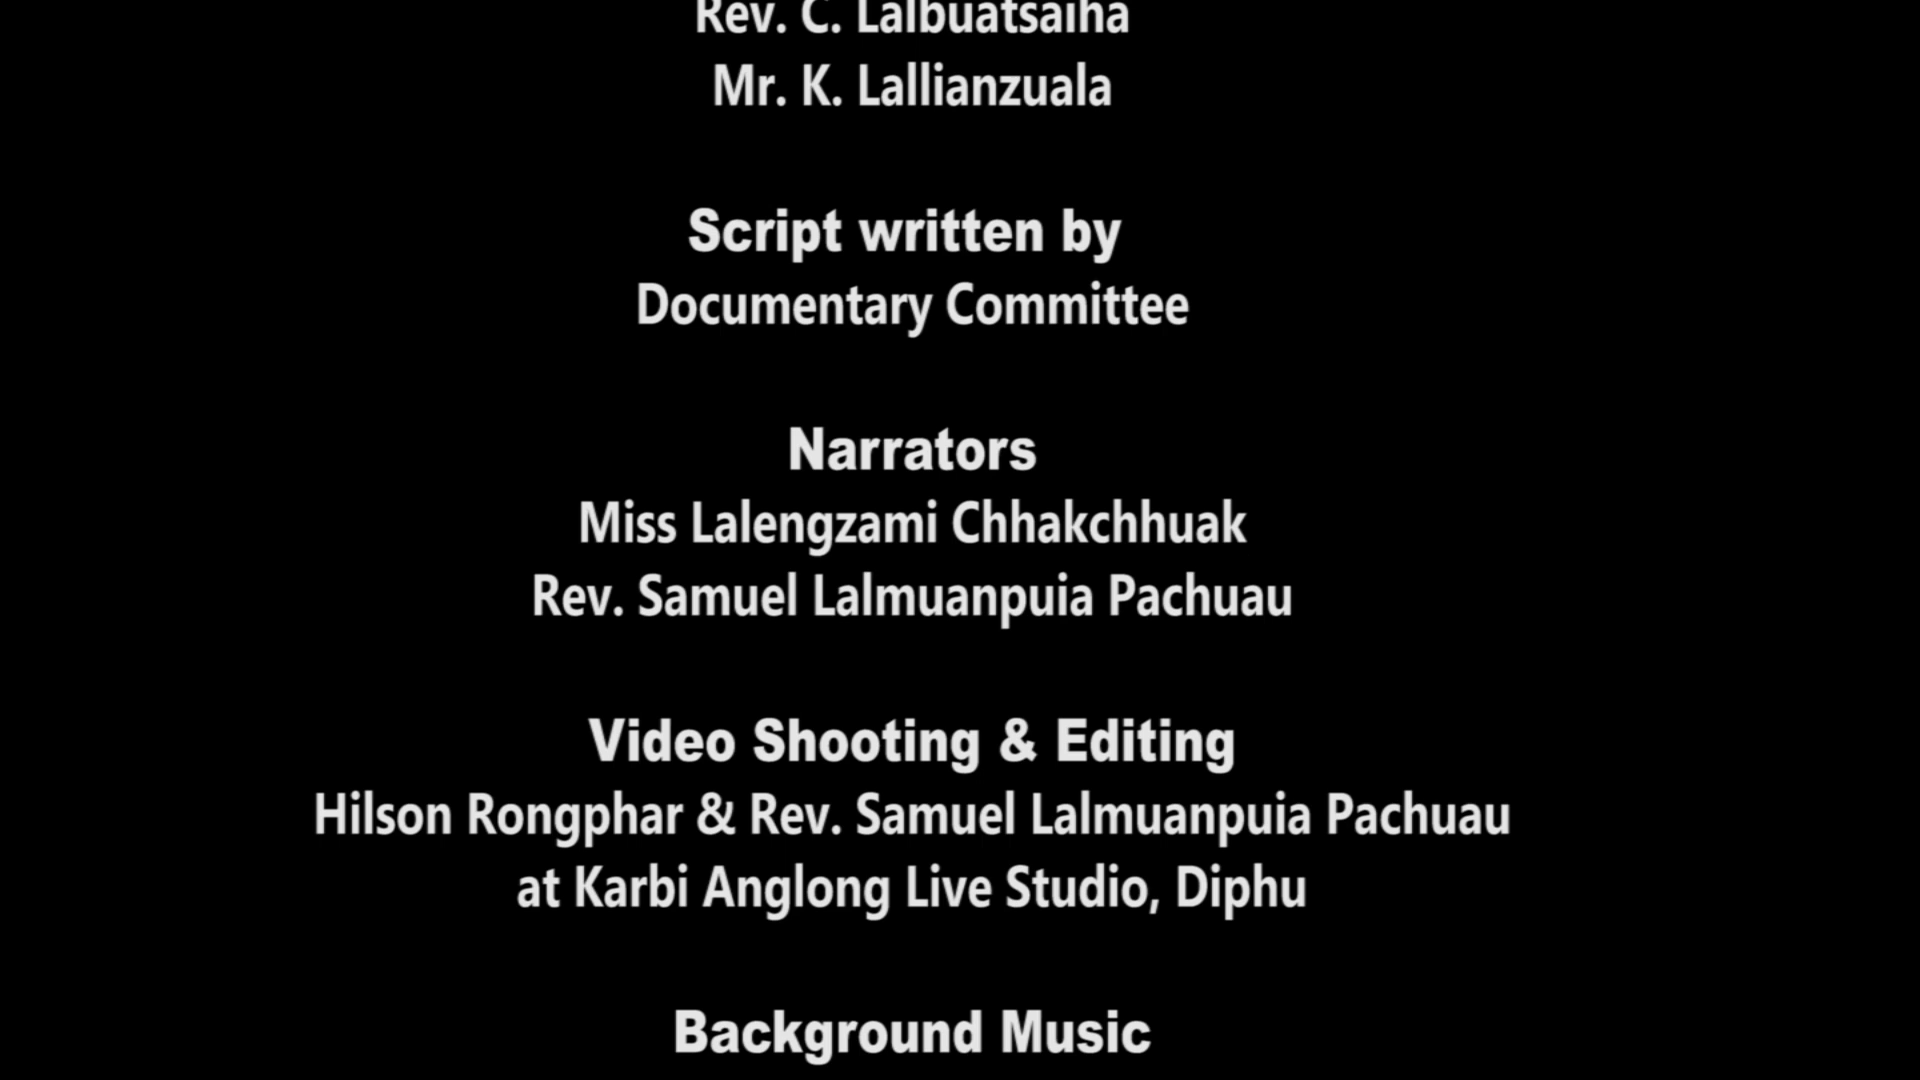 Rev. C. Lalbuatsaiha
Mr. K. Lallianzuala
Script written by
Documentary Committee
Narrators
Miss Lalengzami Chhakchhuak
Rev. Samuel Lalmuanpuia Pachuau
Video Shooting & Editing
Hilson Rongphar & Rev. Samuel Lalmuanpuia Pachuau
at Karbi Anglong Live Studio, Diphu
Background Music